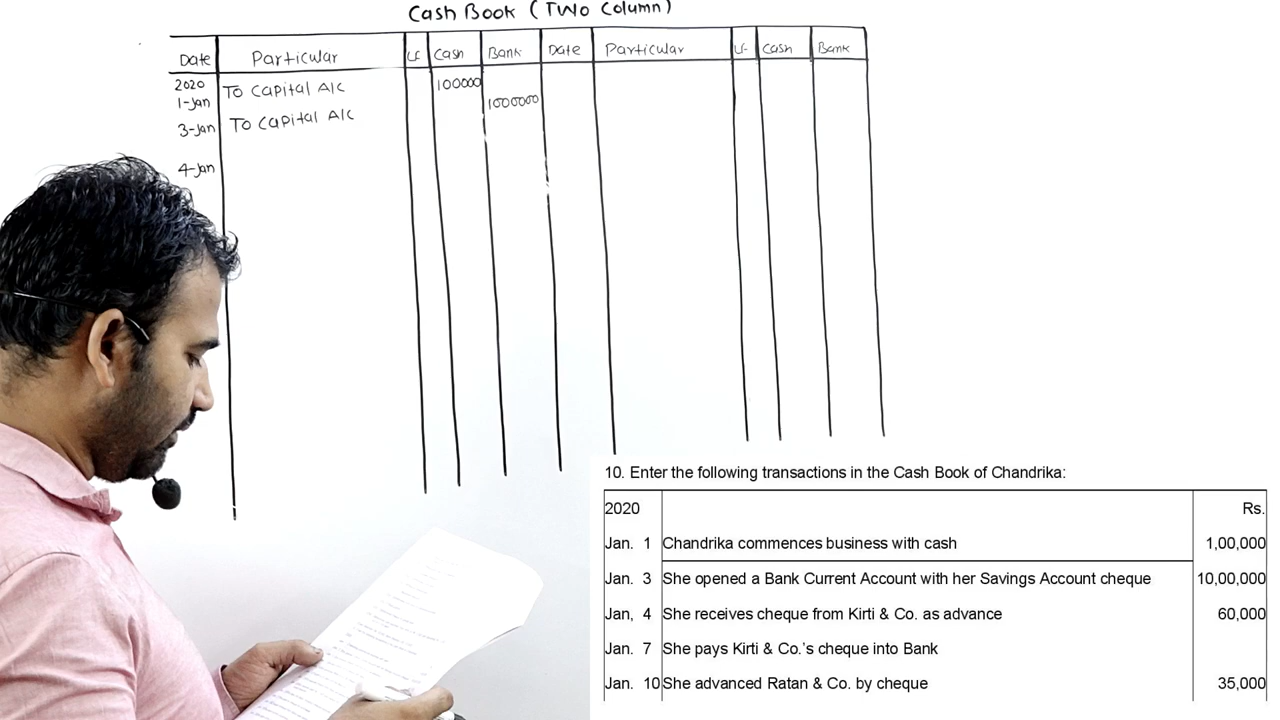 Cash Book (Two Column)
Date Particular LF Cash Bank Date Particular LF Cash Bank
2020
1-Jan To Capital A/c 100000
1000000
3-Jan To Capital A/c
4-Jan
10. Enter the following transactions in the Cash Book of Chandrika:
2020 Rs.
Jan. 1 Chandrika commences business with cash 1,00,000
Jan. 3 She opened a Bank Current Account with her Savings Account cheque 10,00,000
Jan, 4 She receives cheque from Kirti & Co. as advance 60,000
Jan. 7 She pays Kirti & Co.'s cheque into Bank
Jan. 10 She advanced Ratan & Co. by cheque 35,000